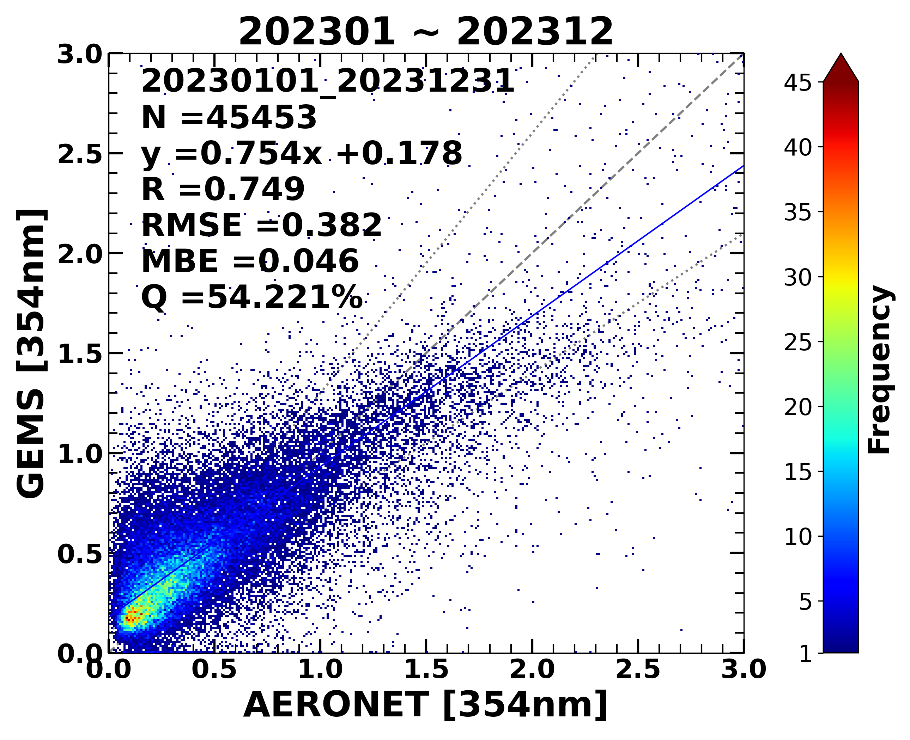 202301 ~ 202312
20230101_20231231
N =45453
y =0.754x +0.178
R =0.749
RMSE =0.382
MBE =0.046
Q =54.221%
GEMS [354nm]
3.0
2.5
2.0
1.5
1.0
0.5
0.0
0.0 0.5 1.0 1.5 2.0 2.5 3.0
AERONET [354nm]
45
40
35
30
25
20
15
10
5
1
Frequency